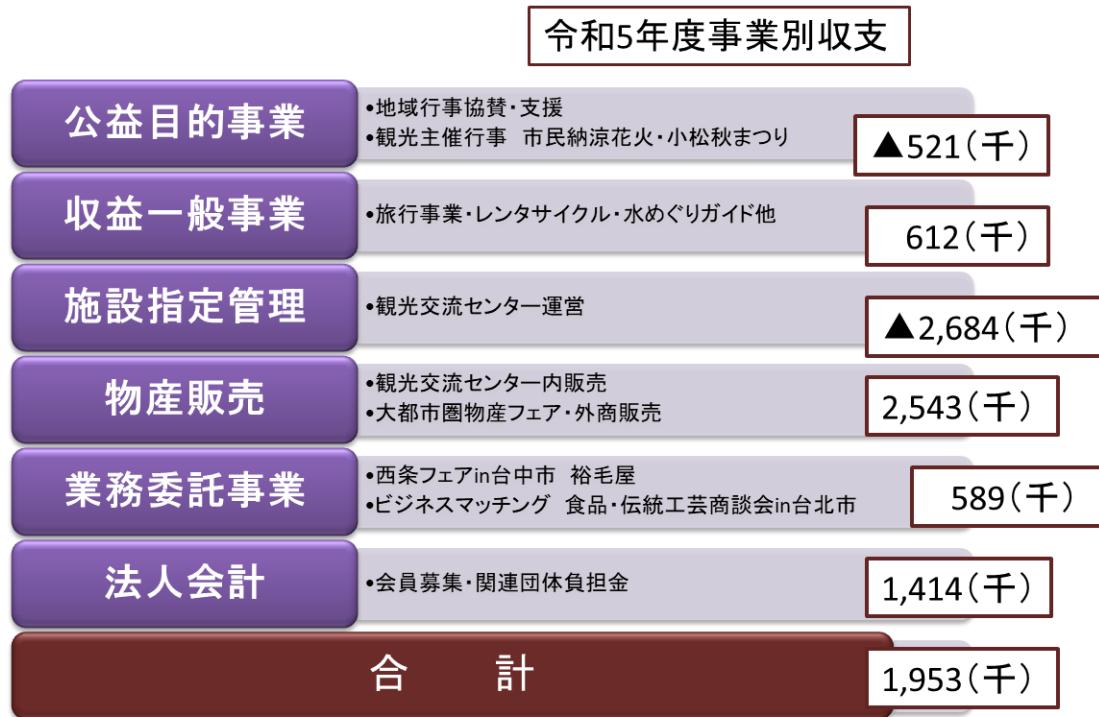 令和5年度事業別収支
公益目的事業
•地域行事協賛・支援
•観光主催行事 市民納涼花火・小松秋まつり
▲521(千)
収益一般事業
•旅行事業・レンタサイクル・水めぐりガイド他
612(千)
施設指定管理
•観光交流センター運営
▲2,684(千)
物産販売
•観光交流センター内販売
•大都市圏物産フェア・外商販売
2,543(千)
業務委託事業
•西条フェアin台中市 裕毛屋
•ビジネスマッチング 食品・伝統工芸商談会in台北市
589(千)
法人会計
•会員募集・関連団体負担金
1,414(千)
合 計
1,953(千)